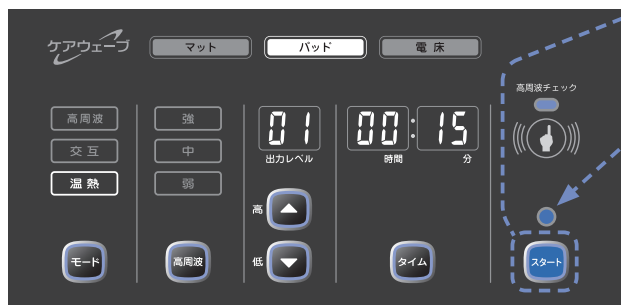 ケアウェーブ
マット
パッド
電床
高周波チェック
高周波
交互
温熱
強
中
弱
01
出力レベル
00:15
時間
分
高
低
モード
高周波
タイム
スタート